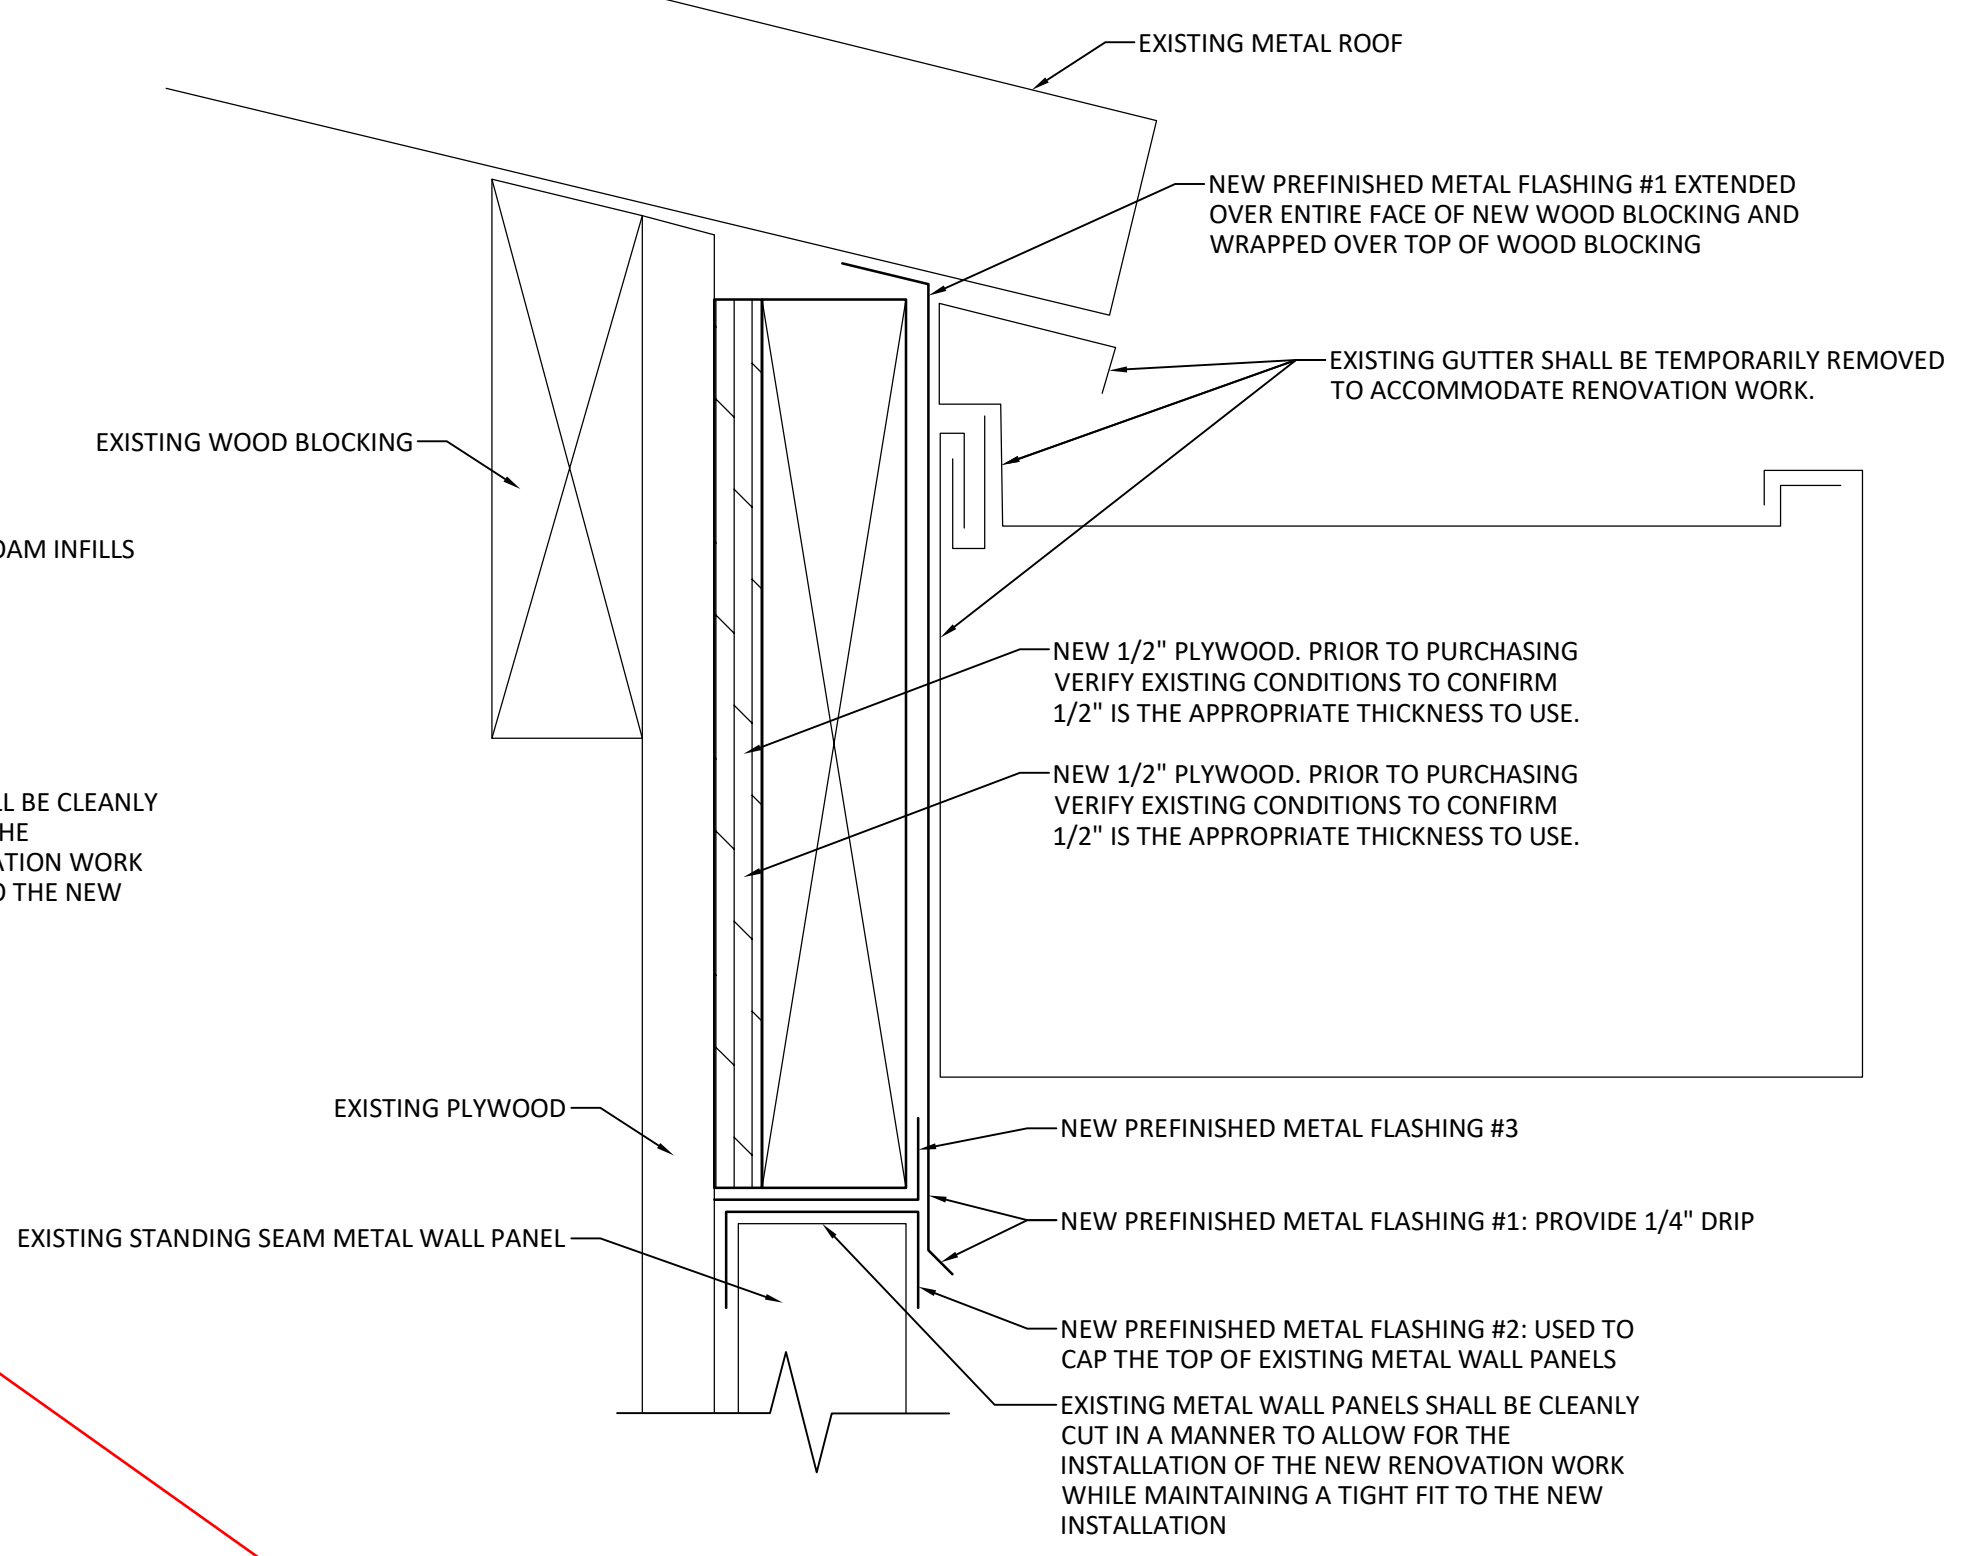 EXISTING METAL ROOF
NEW PREFINISHED METAL FLASHING #1 EXTENDED
OVER ENTIRE FACE OF NEW WOOD BLOCKING AND
WRAPPED OVER TOP OF WOOD BLOCKING
EXISTING GUTTER SHALL BE TEMPORARILY REMOVED
TO ACCOMMODATE RENOVATION WORK.
EXISTING WOOD BLOCKING
OAM INFILLS
NEW 1/2" PLYWOOD. PRIOR TO PURCHASING
VERIFY EXISTING CONDITIONS TO CONFIRM
1/2" IS THE APPROPRIATE THICKNESS TO USE.
NEW 1/2" PLYWOOD. PRIOR TO PURCHASING
VERIFY EXISTING CONDITIONS TO CONFIRM
1/2" IS THE APPROPRIATE THICKNESS TO USE.
LL BE CLEANLY
HE
ATION WORK
O THE NEW
EXISTING PLYWOOD
NEW PREFINISHED METAL FLASHING #3
NEW PREFINISHED METAL FLASHING #1: PROVIDE 1/4" DRIP
EXISTING STANDING SEAM METAL WALL PANEL
NEW PREFINISHED METAL FLASHING #2: USED TO
CAP THE TOP OF EXISTING METAL WALL PANELS
EXISTING METAL WALL PANELS SHALL BE CLEANLY
CUT IN A MANNER TO ALLOW FOR THE
INSTALLATION OF THE NEW RENOVATION WORK
WHILE MAINTAINING A TIGHT FIT TO THE NEW
INSTALLATION